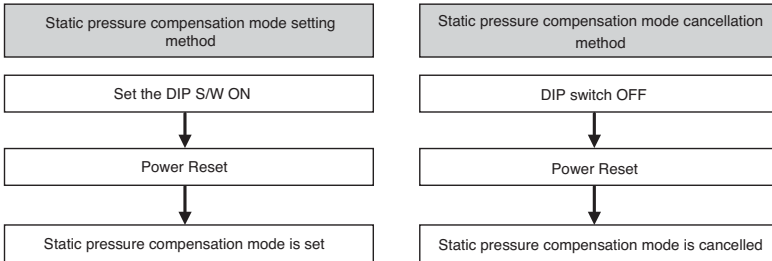 Static pressure compensation mode setting
method
Set the DIP S/W ON
Power Reset
Static pressure compensation mode is set
Static pressure compensation mode cancellation
method
DIP switch OFF
Power Reset
Static pressure compensation mode is cancelled